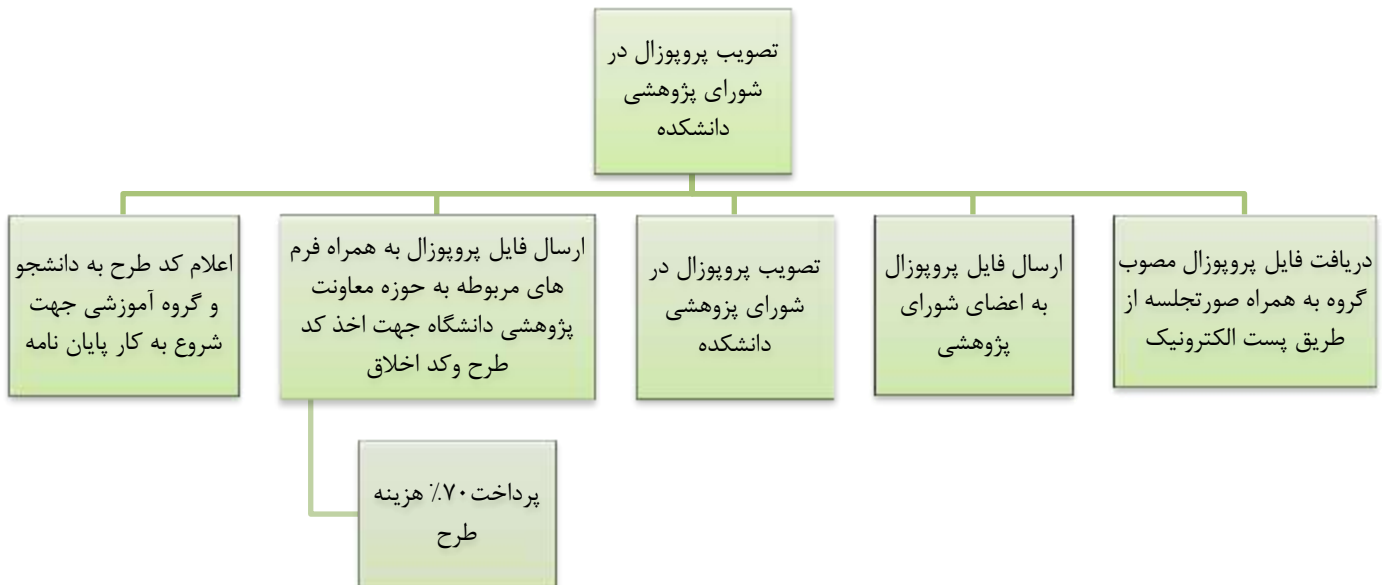 تصویب پروپوزال در
شورای پژوهشی
دانشکده
دریافت فایل پروپوزال مصوب
گروه به همراه صورتجلسه از
طریق پست الکترونیک
ارسال فایل پروپوزال
به اعضای شورای
پژوهشی
تصویب پروپوزال در
شورای پزوهشی
دانشکده
ارسال فایل پروپوزال به همراه فرم
های مربوطه به حوزه معاونت
پژوهشی دانشگاه جهت اخذ کد
طرح وکد اخلاق
اعلام کد طرح به دانشجو
و گروه آموزشی جهت
شروع به کار پایان نامه
پرداخت۷۰٪ هزینه
طرح